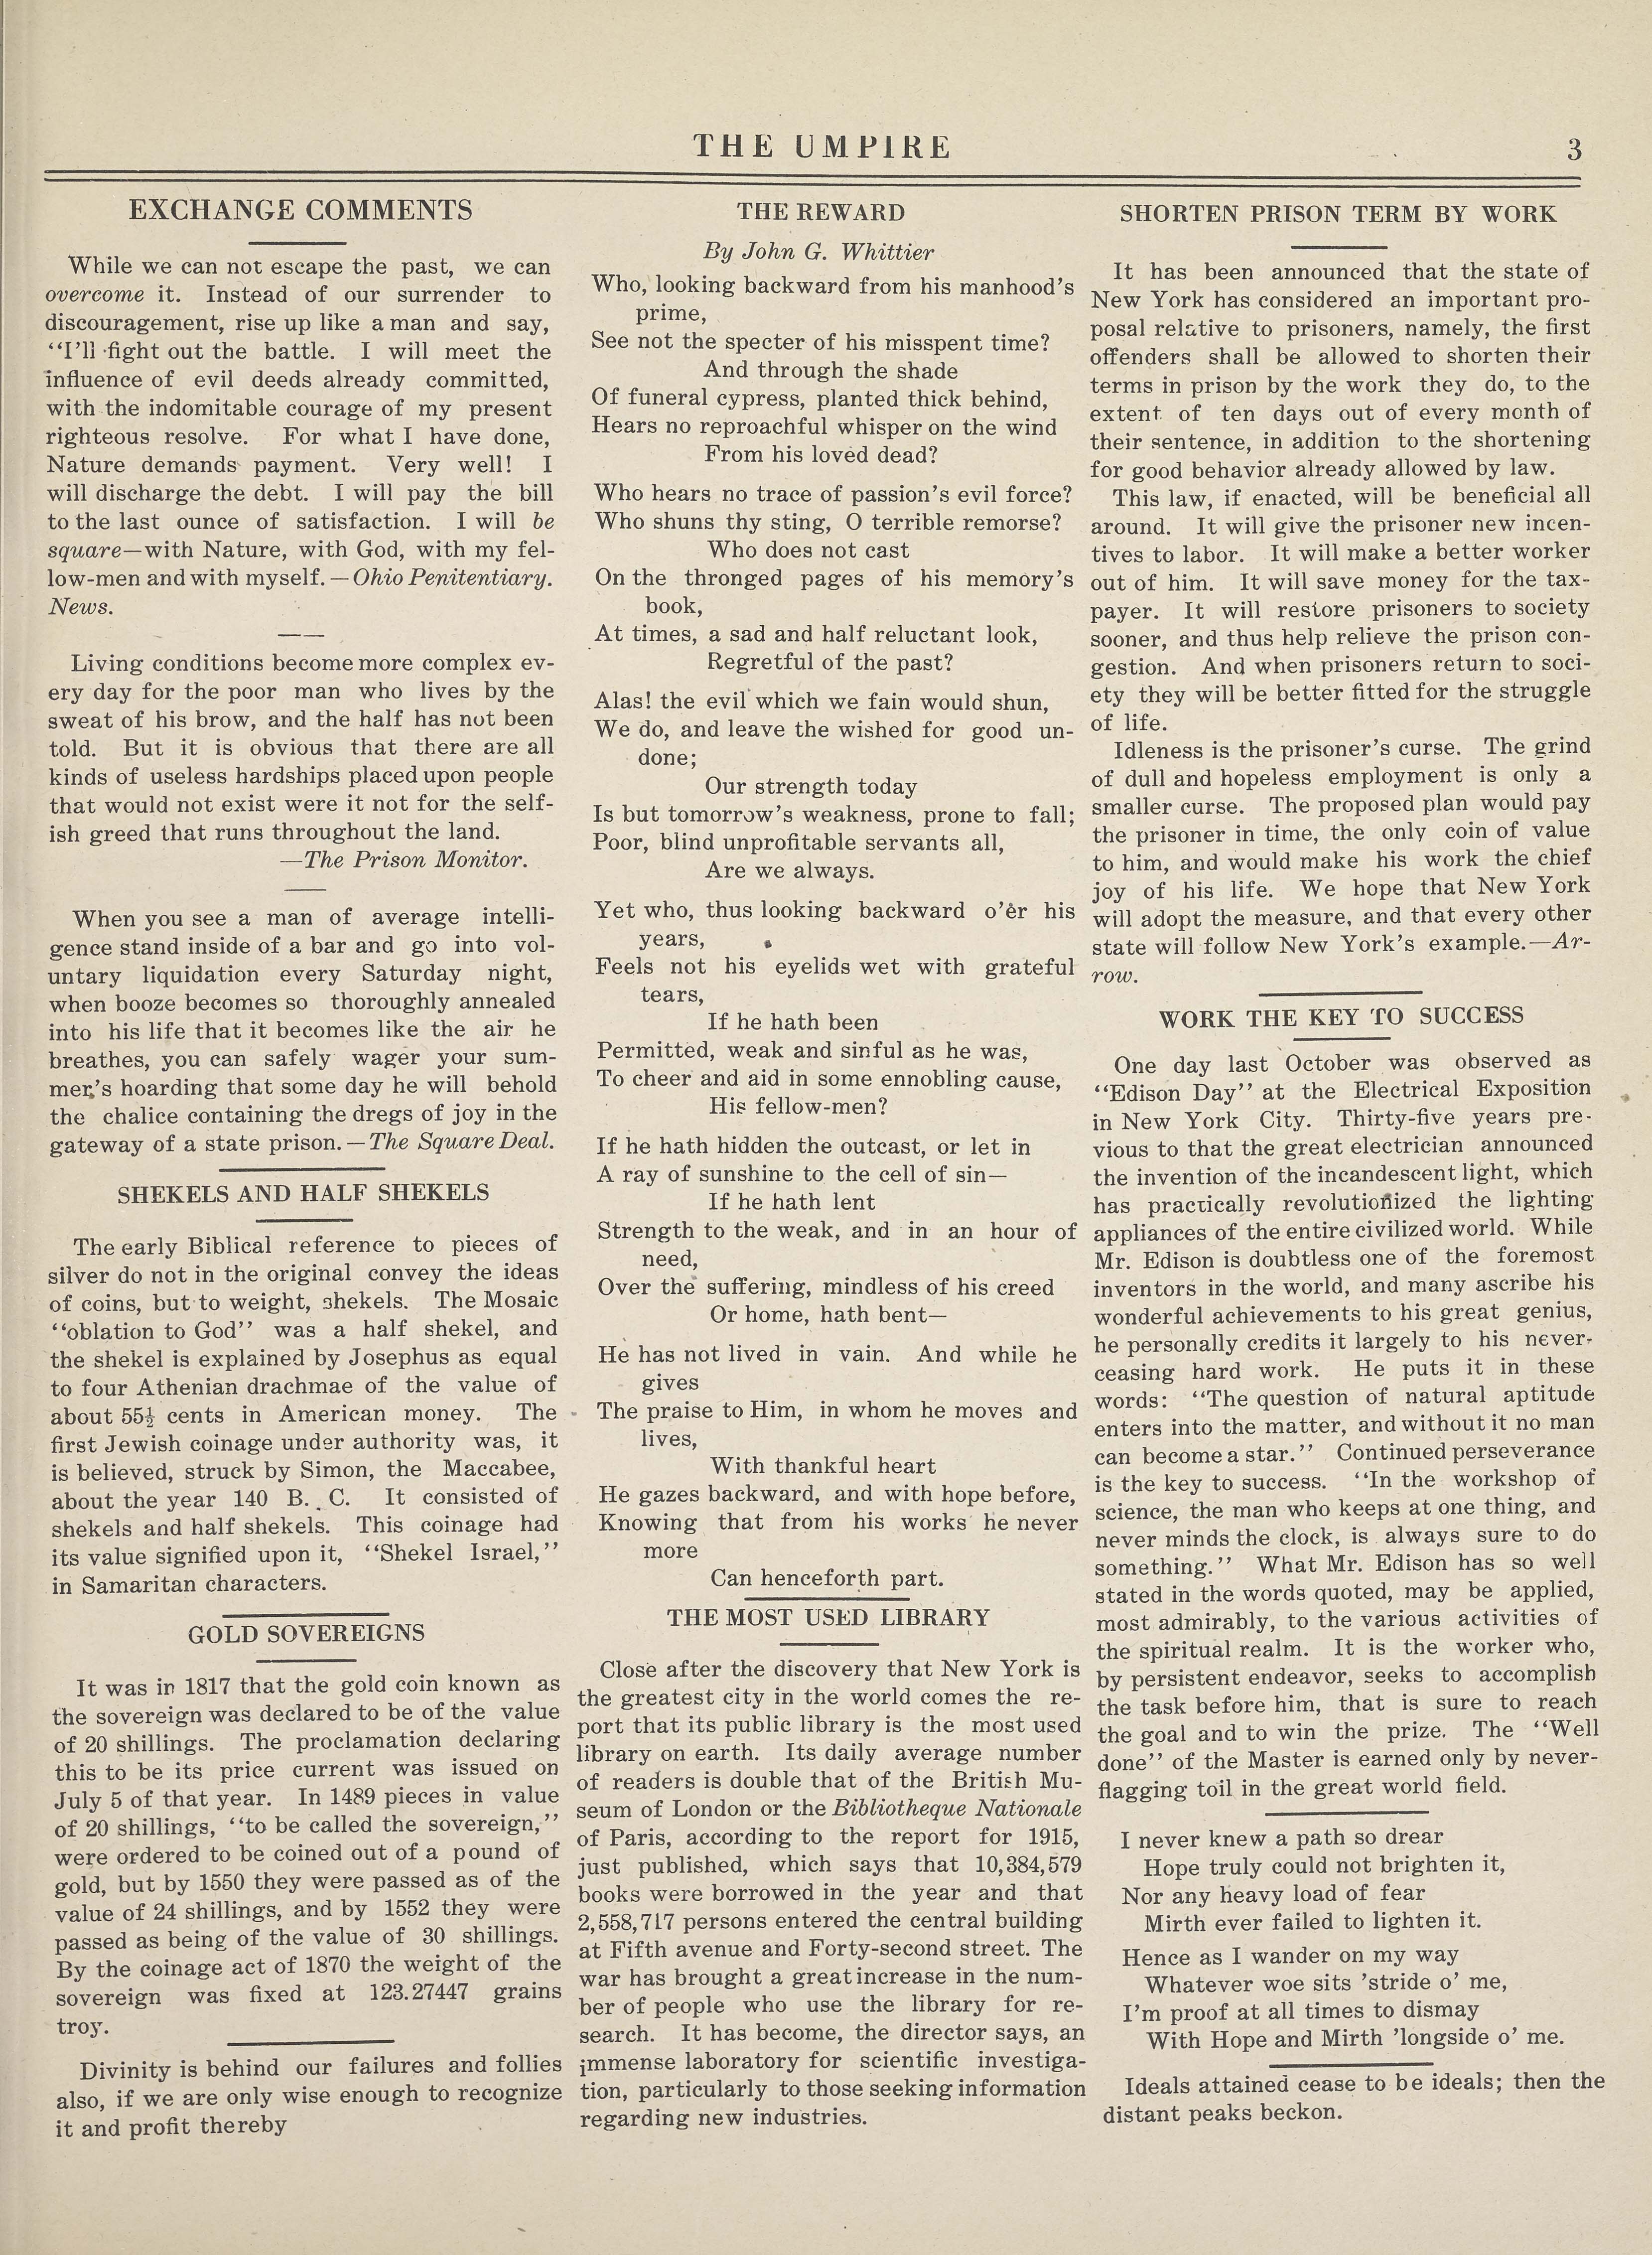 THE UMPIRE
3
EXCHANGE COMMENTS
While we can not escape the past, we can
overcome it. Instead of our surrender to
discouragement, rise up like a man and say,
"I'll fight out the battle. I will meet the
influence of evil deeds already committed,
with the indomitable courage of my present
righteous resolve. For what I have done,
Nature demands payment. Very well! I
will discharge the debt. I will pay the bill
to the last ounce of satisfaction. I will be
square—with Nature, with God, with my fel-
low-men and with myself.—Ohio Penitentiary.
News.
Living conditions become more complex ev-
ery day for the poor man who lives by the
sweat of his brow, and the half has not been
told. But it is obvious that there are all
kinds of useless hardships placed upon people
that would not exist were it not for the self-
ish greed that runs throughout the land.
—The Prison Monitor.
When you see a man of average intelli-
gence stand inside of a bar and go into vol-
untary liquidation every Saturday night,
when booze becomes so thoroughly annealed
into his life that it becomes like the air he
breathes, you can safely wager your sum-
mer's hoarding that some day he will behold
the chalice containing the dregs of joy in the
gateway of a state prison.—The Square Deal.
SHEKELS AND HALF SHEKELS
The early Biblical reference to pieces of
silver do not in the original convey the ideas
of coins, but to weight, shekels. The Mosaic
"oblation to God" was a half shekel, and
the shekel is explained by Josephus as equal
to four Athenian drachmae of the value of
about 55½ cents in American money. The
first Jewish coinage under authority was, it
is believed, struck by Simon, the Maccabee,
about the year 140 B. C. It consisted of
shekels and half shekels. This coinage had
its value signified upon it, "Shekel Israel,"
in Samaritan characters.
GOLD SOVEREIGNS
It was in 1817 that the gold coin known as
the sovereign was declared to be of the value
of 20 shillings. The proclamation declaring
this to be its price current was issued on
July 5 of that year. In 1489 pieces in value
of 20 shillings, "to be called the sovereign,"
were ordered to be coined out of a pound of
gold, but by 1550 they were passed as of the
value of 24 shillings, and by 1552 they were
passed as being of the value of 30 shillings.
By the coinage act of 1870 the weight of the
sovereign was fixed at 123.27447 grains
troy.
Divinity is behind our failures and follies
also, if we are only wise enough to recognize
it and profit thereby
THE REWARD
By John G. Whittier
Who, looking backward from his manhood's
prime,
See not the specter of his misspent time?
And through the shade
Of funeral cypress, planted thick behind,
Hears no reproachful whisper on the wind
From his loved dead?
Who hears no trace of passion's evil force?
Who shuns thy sting, O terrible remorse?
Who does not cast
On the thronged pages of his memory's
book,
At times, a sad and half reluctant look,
Regretful of the past?
Alas! the evil which we fain would shun,
We do, and leave the wished for good un-
done;
Our strength today
Is but tomorrow's weakness, prone to fall;
Poor, blind unprofitable servants all,
Are we always.
Yet who, thus looking backward o'er his
years,
Feels not his eyelids wet with grateful
tears,
If he hath been
Permitted, weak and sinful as he was,
To cheer and aid in some ennobling cause,
His fellow-men?
If he hath hidden the outcast, or let in
A ray of sunshine to the cell of sin—
If he hath lent
Strength to the weak, and in an hour of
need,
Over the suffering, mindless of his creed
Or home, hath bent—
He has not lived in vain. And while he
gives
The praise to Him, in whom he moves and
lives,
With thankful heart
He gazes backward, and with hope before,
Knowing that from his works he never
more
Can henceforth part.
THE MOST USED LIBRARY
Close after the discovery that New York is
the greatest city in the world comes the re-
port that its public library is the most used
library on earth. Its daily average number
of readers is double that of the British Mu-
seum of London or the Bibliotheque Nationale
of Paris, according to the report for 1915,
just published, which says that 10,384,579
books were borrowed in the year and that
2,558,717 persons entered the central building
at Fifth avenue and Forty-second street. The
war has brought a great increase in the num-
ber of people who use the library for re-
search. It has become, the director says, an
immense laboratory for scientific investiga-
tion, particularly to those seeking information
regarding new industries.
SHORTEN PRISON TERM BY WORK
It has been announced that the state of
New York has considered an important pro-
posal relative to prisoners, namely, the first
offenders shall be allowed to shorten their
terms in prison by the work they do, to the
extent of ten days out of every month of
their sentence, in addition to the shortening
for good behavior already allowed by law.
This law, if enacted, will be beneficial all
around. It will give the prisoner new incen-
tives to labor. It will make a better worker
out of him. It will save money for the tax-
payer. It will restore prisoners to society
sooner, and thus help relieve the prison con-
gestion. And when prisoners return to soci-
ety they will be better fitted for the struggle
of life.
Idleness is the prisoner's curse. The grind
of dull and hopeless employment is only a
smaller curse. The proposed plan would pay
the prisoner in time, the only coin of value
to him, and would make his work the chief
joy of his life. We hope that New York
will adopt the measure, and that every other
state will follow New York's example.—Ar-
row.
WORK THE KEY TO SUCCESS
One day last October was observed as
"Edison Day" at the Electrical Exposition
in New York City. Thirty-five years pre-
vious to that the great electrician announced
the invention of the incandescent light, which
has practically revolutionized the lighting
appliances of the entire civilized world. While
Mr. Edison is doubtless one of the foremost
inventors in the world, and many ascribe his
wonderful achievements to his great genius,
he personally credits it largely to his never-
ceasing hard work. He puts it in these
words: "The question of natural aptitude
enters into the matter, and without it no man
can become a star." Continued perseverance
is the key to success. "In the workshop of
science, the man who keeps at one thing, and
never minds the clock, is always sure to do
something." What Mr. Edison has so well
stated in the words quoted, may be applied,
most admirably, to the various activities of
the spiritual realm. It is the worker who,
by persistent endeavor, seeks to accomplish
the task before him, that is sure to reach
the goal and to win the prize. The "Well
done" of the Master is earned only by never-
flagging toil in the great world field.
I never knew a path so drear
Hope truly could not brighten it,
Nor any heavy load of fear
Mirth ever failed to lighten it.
Hence as I wander on my way
Whatever woe sits 'stride o' me,
I'm proof at all times to dismay
With Hope and Mirth 'longside o' me.
Ideals attained cease to be ideals; then the
distant peaks beckon.